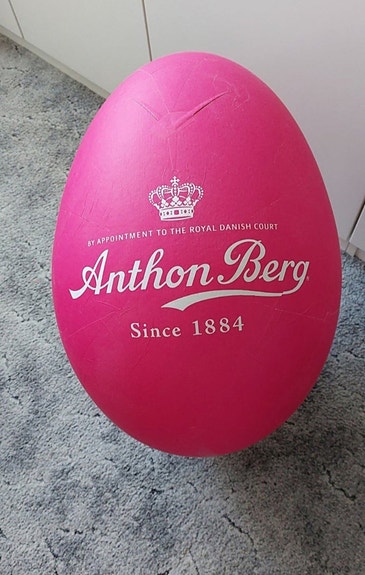 BY APPOINTMENT TO THE ROYAL DANISH COURT
Anthon Berg
Since 1884